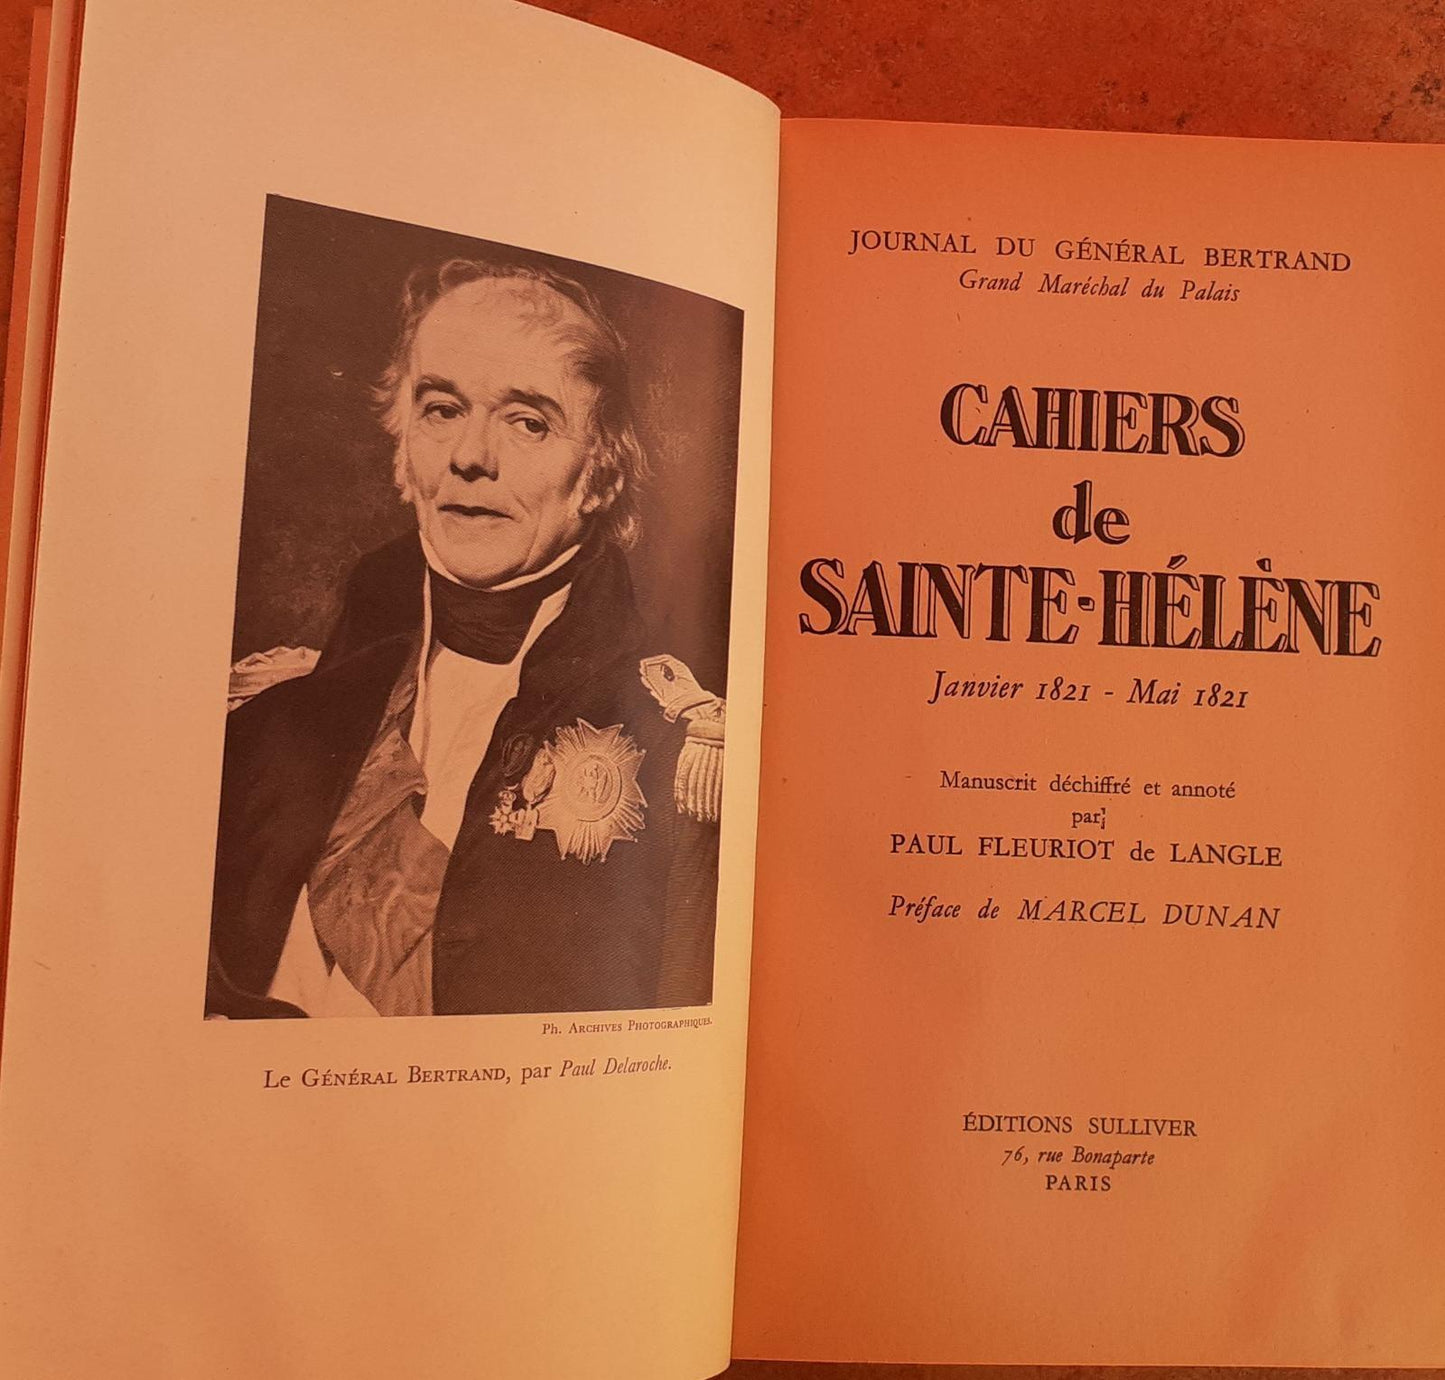 Ph. ARCHIVES PHOTOGRAPHIQUES.
Le GÉNÉRAL BERTRAND, par Paul Delaroche.
JOURNAL DU GÉNÉRAL BERTRAND
Grand Maréchal du Palais
CAHIERS
de
SAINTE-HÉLÈNE
Janvier 1821 - Mai 1821
Manuscrit déchiffré et annoté
par
PAUL FLEURIOT de LANGLE
Préface de MARCEL DUNAN
ÉDITIONS SULLIVER
76, rue Bonaparte
PARIS